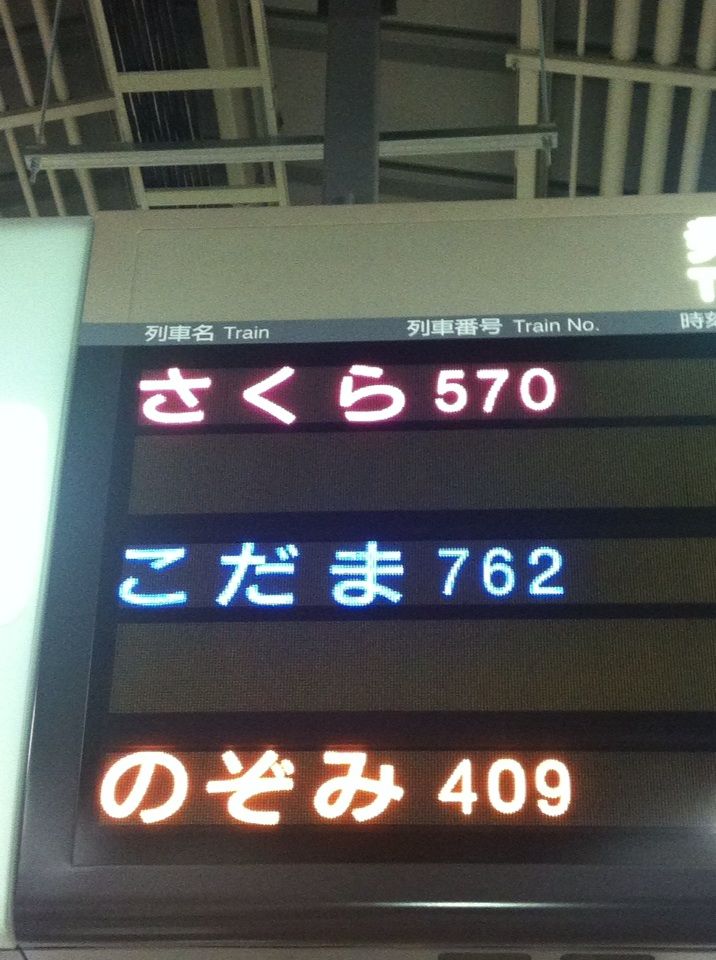 列車名 Train 列車番号 Train No.
さくら 570
こだま 762
のぞみ 409